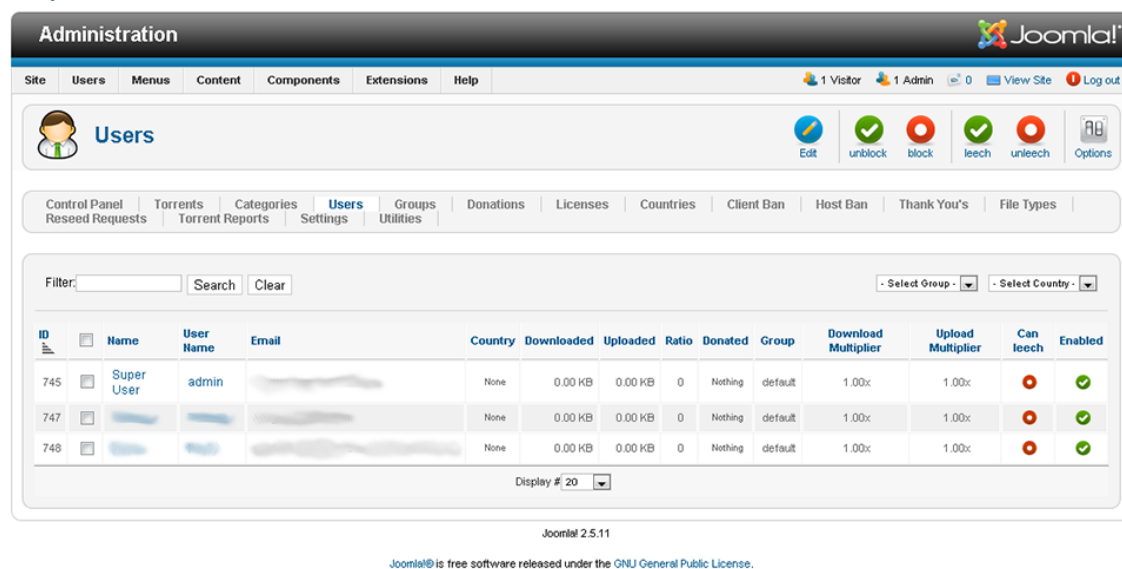 Administration
Joomla!
Site Users Menus Content Components Extensions Help
1 Visitor 1 Admin 0 View Site Log out
Users
Edit unblock block leech unleech Options
Control Panel Torrents Categories Users Groups Donations Licenses Countries Client Ban Host Ban Thank You's File Types
Reseed Requests Torrent Reports Settings Utilities
Filter: Search Clear - Select Group - - Select Country -
ID Name User Name Email Country Downloaded Uploaded Ratio Donated Group Download Multiplier Upload Multiplier Can leech Enabled
745 Super User admin None 0.00 KB 0.00 KB 0 Nothing default 1.00x 1.00x
747 None 0.00 KB 0.00 KB 0 Nothing default 1.00x 1.00x
748 None 0.00 KB 0.00 KB 0 Nothing default 1.00x 1.00x
Display # 20
Joomla! 2.5.11
Joomla!® is free software released under the GNU General Public License.